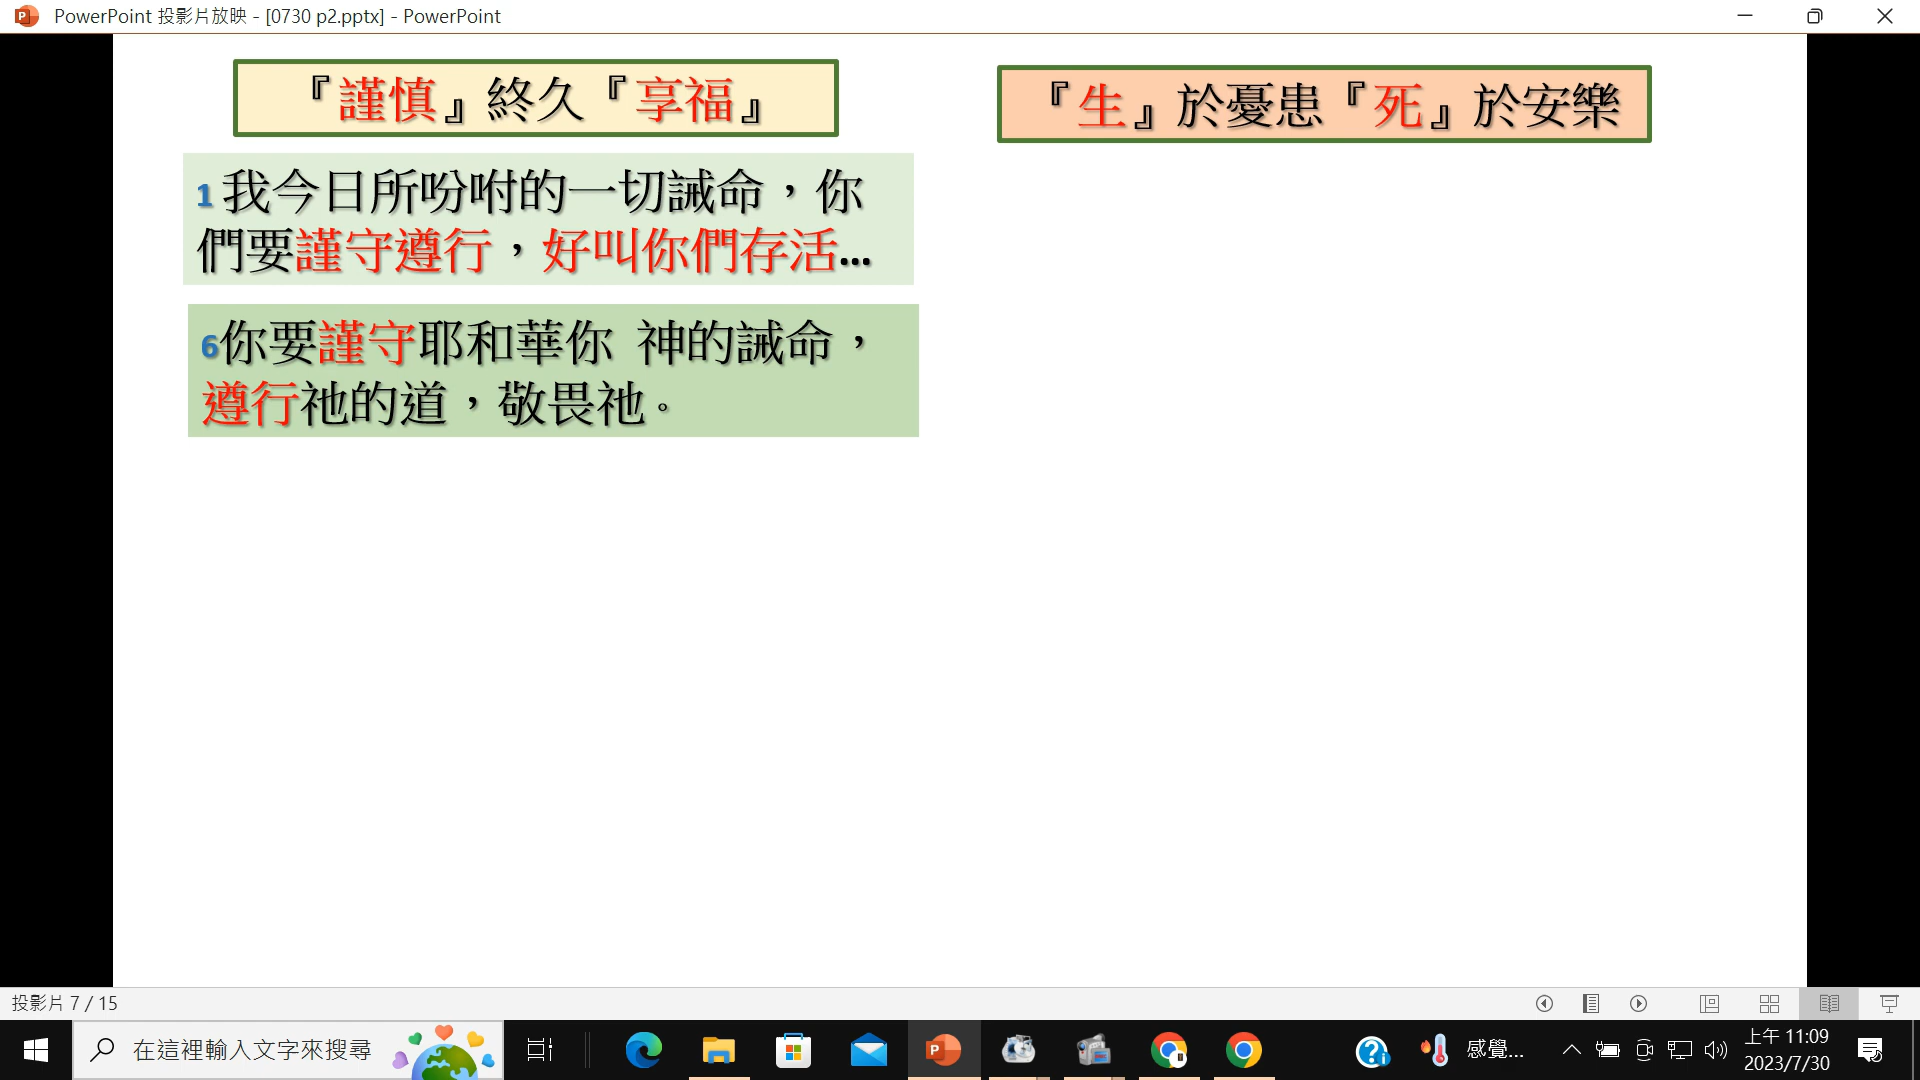 PowerPoint 投影片放映 - [0730 p2.pptx] - PowerPoint
『謹慎』終久『享福』
『生』於憂患『死』於安樂
1 我今日所吩咐的一切誡命，你
們要謹守遵行，好叫你們存活...
6你要謹守耶和華你 神的誡命，
遵行祂的道，敬畏祂。
投影片 7 / 15
在這裡輸入文字來搜尋
感覺...
上午 11:09
2023/7/30